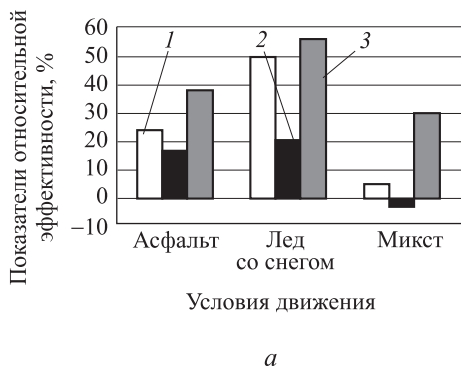 Показатели относительной
эффективности, %
60
50
40
30
20
10
0
–10
1
2
3
Асфальт
Лед
со снегом
Микст
Условия движения
а